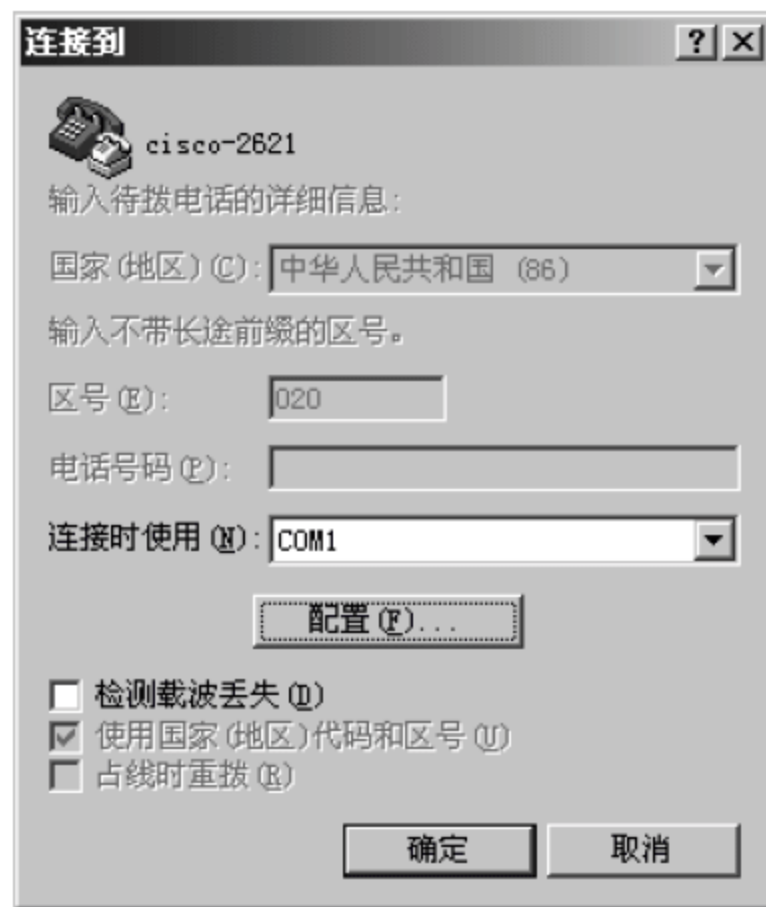 连接到
cisco-2621
输入待拨电话的详细信息:
国家(地区)(C): 中华人民共和国 (86)
输入不带长途前缀的区号。
区号(E): 020
电话号码(P):
连接时使用(N): COM1
配置(F)...
检测载波丢失(D)
使用国家(地区)代码和区号(U)
占线时重拨(R)
确定 取消